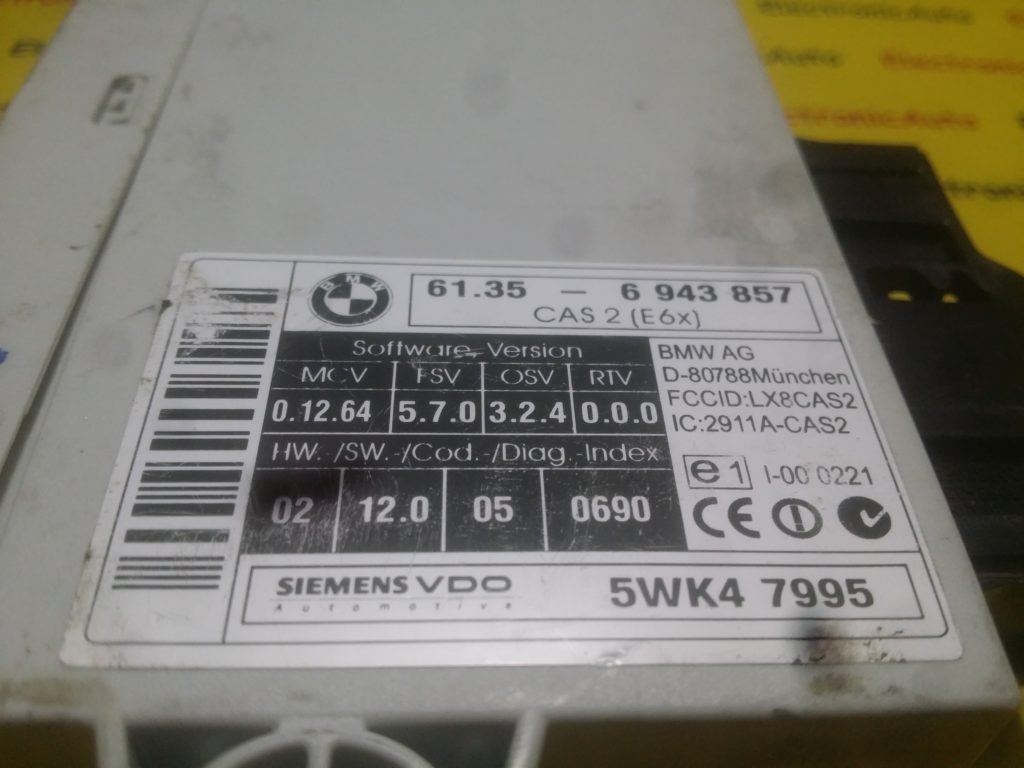 ElectronicAuto
ElectronicAuto
BMW
61.35 – 6 943 857
CAS 2 (E6x)
Software-Version
MCV FSV OSV RTV
0.12.64 5.7.0 3.2.4 0.0.0
HW.-/SW.-/Cod.-/Diag.-Index
02 12.0 05 0690
BMW AG
D-80788München
FCCID:LX8CAS2
IC:2911A-CAS2
e1 I-00 0221
CE
SIEMENS VDO
Automotive
5WK4 7995